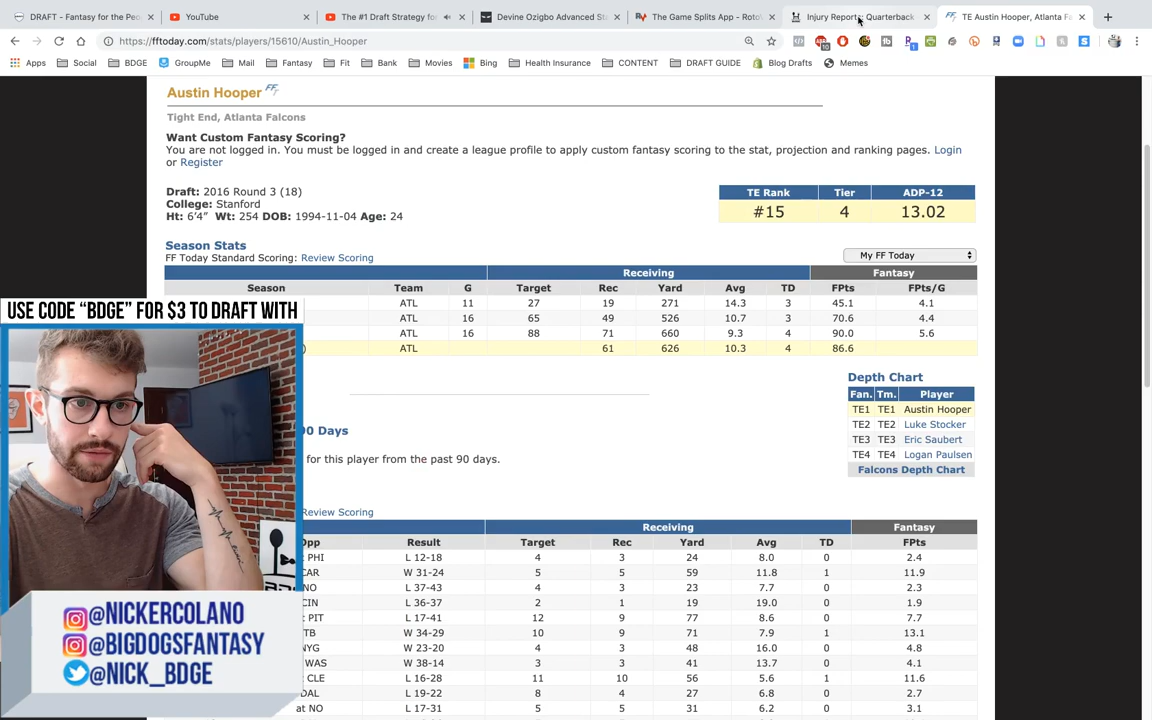 DRAFT - Fantasy for the Pe
YouTube
The #1 Draft Strategy for
Devine Ozigbo Advanced Sta
The Game Splits App - RotoV
Injury Reports: Quarterback
TE Austin Hooper, Atlanta Fa
https://fftoday.com/stats/players/15610/Austin_Hooper
Apps Social BDGE GroupMe Mail Fantasy Fit Bank Movies Bing Health Insurance CONTENT DRAFT GUIDE Blog Drafts Memes
Austin Hooper FF
Tight End, Atlanta Falcons
Want Custom Fantasy Scoring?
You are not logged in. You must be logged in and create a league profile to apply custom fantasy scoring to the stat, projection and ranking pages. Login
or Register
Draft: 2016 Round 3 (18)
College: Stanford
Ht: 6'4" Wt: 254 DOB: 1994-11-04 Age: 24
TE Rank Tier ADP-12
#15 4 13.02
Season Stats
FF Today Standard Scoring: Review Scoring
My FF Today
Receiving Fantasy
Season Team G Target Rec Yard Avg TD FPts FPts/G
ATL 11 27 19 271 14.3 3 45.1 4.1
ATL 16 65 49 526 10.7 3 70.6 4.4
ATL 16 88 71 660 9.3 4 90.0 5.6
) ATL 61 626 10.3 4 86.6
Depth Chart
Fan. Tm. Player
TE1 TE1 Austin Hooper
TE2 TE2 Luke Stocker
TE3 TE3 Eric Saubert
TE4 TE4 Logan Paulsen
Falcons Depth Chart
90 Days
for this player from the past 90 days.
Review Scoring
Receiving Fantasy
Opp Result Target Rec Yard Avg TD FPts
PHI L 12-18 4 3 24 8.0 0 2.4
CAR W 31-24 5 5 59 11.8 1 11.9
NO L 37-43 4 3 23 7.7 0 2.3
CIN L 36-37 2 1 19 19.0 0 1.9
t PIT L 17-41 12 9 77 8.6 0 7.7
TB W 34-29 10 9 71 7.9 1 13.1
NYG W 23-20 4 3 48 16.0 0 4.8
WAS W 38-14 3 3 41 13.7 0 4.1
t CLE L 16-28 11 10 56 5.6 1 11.6
DAL L 19-22 8 4 27 6.8 0 2.7
at NO L 17-31 5 5 31 6.2 0 3.1
USE CODE "BDGE" FOR $3 TO DRAFT WITH
@NICKERCOLANO
@BIGDOGSFANTASY
@NICK_BDGE